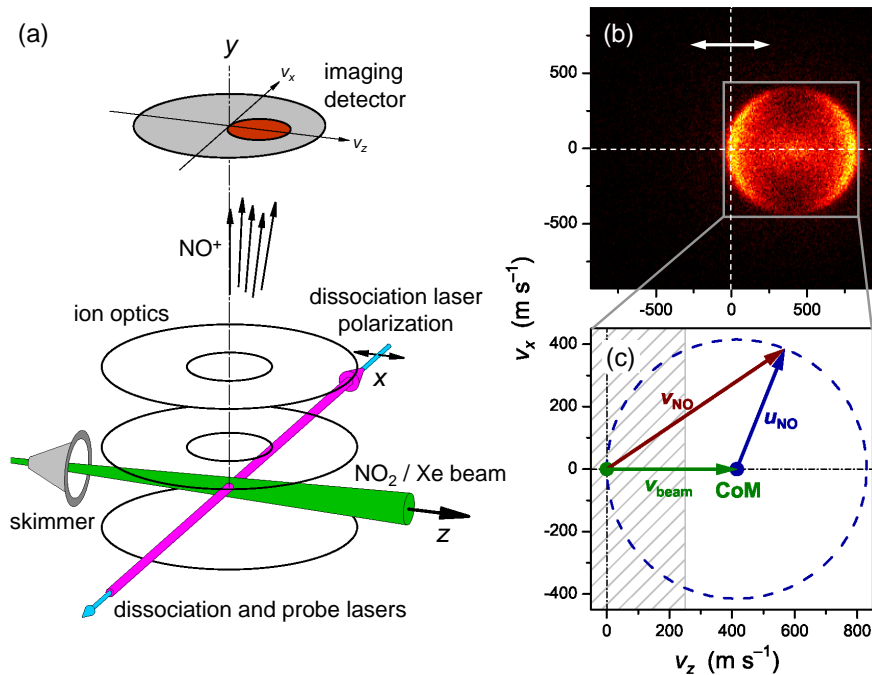 (a)
y
v_x
imaging
detector
v_z
NO⁺
ion optics
dissociation laser
polarization
x
NO₂ / Xe beam
skimmer
z
dissociation and probe lasers
(b)
500
0
-500
v_x (m s⁻¹)
-500
0
500
(c)
400
200
0
-200
-400
v_NO
u_NO
v_beam
CoM
0
200
400
600
800
v_z (m s⁻¹)